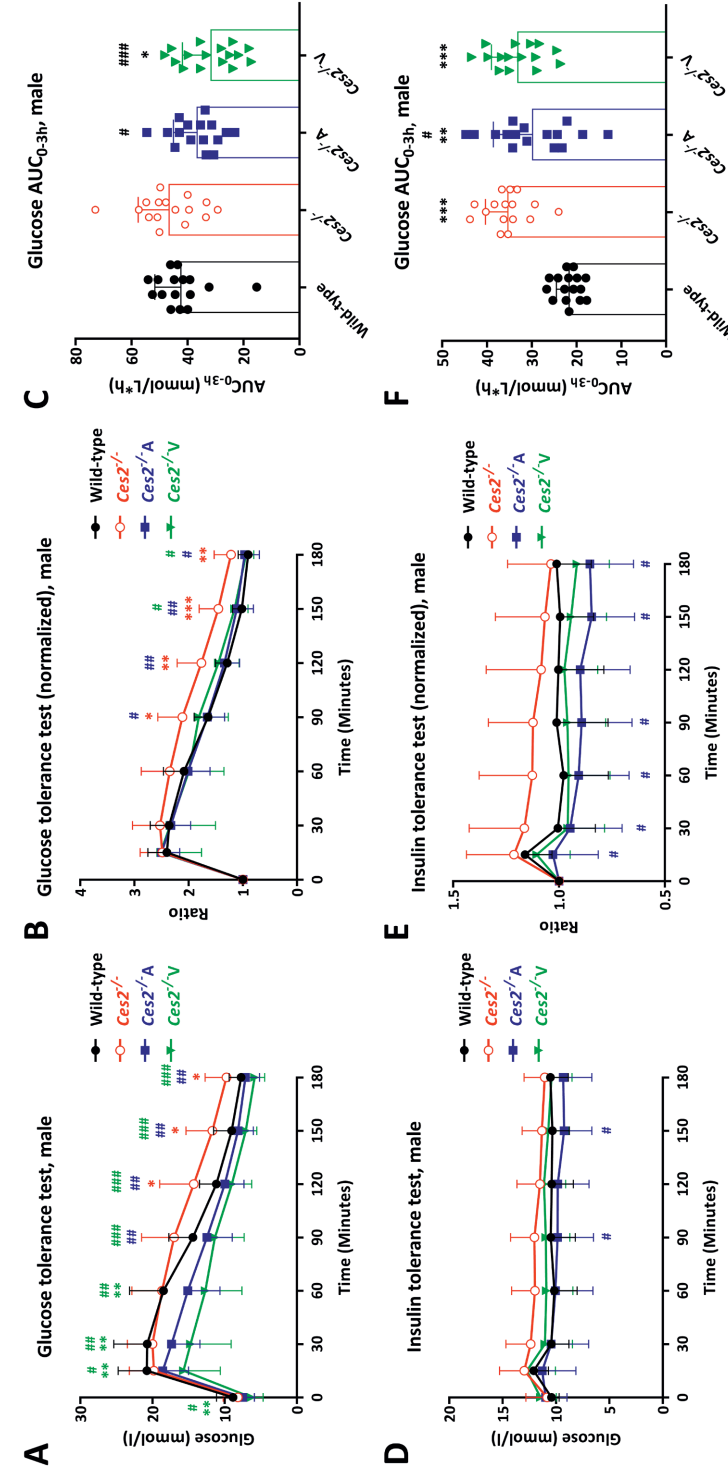 A
Glucose tolerance test, male
Glucose (mmol/l)
30
20
10
0
# ## ## ### ### ### ###
** ** ** ## ## ## ##
* * *
#
**
0 30 60 90 120 150 180
Time (Minutes)
Wild-type
Ces2-/-
Ces2-/-A
Ces2-/-V
B
Glucose tolerance test (normalized), male
Ratio
4
3
2
1
0
# ## # #
* ** ## #
*** **
0 30 60 90 120 150 180
Time (Minutes)
Wild-type
Ces2-/-
Ces2-/-A
Ces2-/-V
C
Glucose AUC0-3h, male
AUC0-3h (mmol/L*h)
80
60
40
20
0
# ###
*
Wild-type
Ces2-/-
Ces2-/-A
Ces2-/-V
D
Insulin tolerance test, male
Glucose (mmol/l)
20
15
10
5
0
# #
0 30 60 90 120 150 180
Time (Minutes)
Wild-type
Ces2-/-
Ces2-/-A
Ces2-/-V
E
Insulin tolerance test (normalized), male
Ratio
1.5
1.0
0.5
# # # # # #
0 30 60 90 120 150 180
Time (Minutes)
Wild-type
Ces2-/-
Ces2-/-A
Ces2-/-V
F
Glucose AUC0-3h, male
AUC0-3h (mmol/L*h)
50
40
30
20
10
0
#
*** ** ***
Wild-type
Ces2-/-
Ces2-/-A
Ces2-/-V